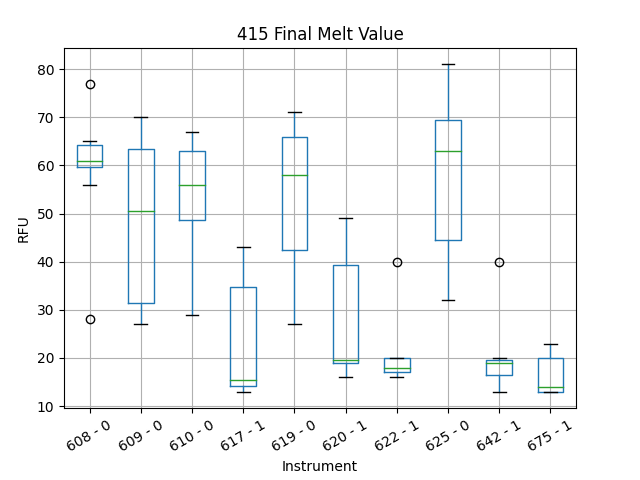 415 Final Melt Value
80
70
60
50
40
30
20
10
RFU
608 - 0
609 - 0
610 - 0
617 - 1
619 - 0
620 - 1
622 - 1
625 - 0
642 - 1
675 - 1
Instrument